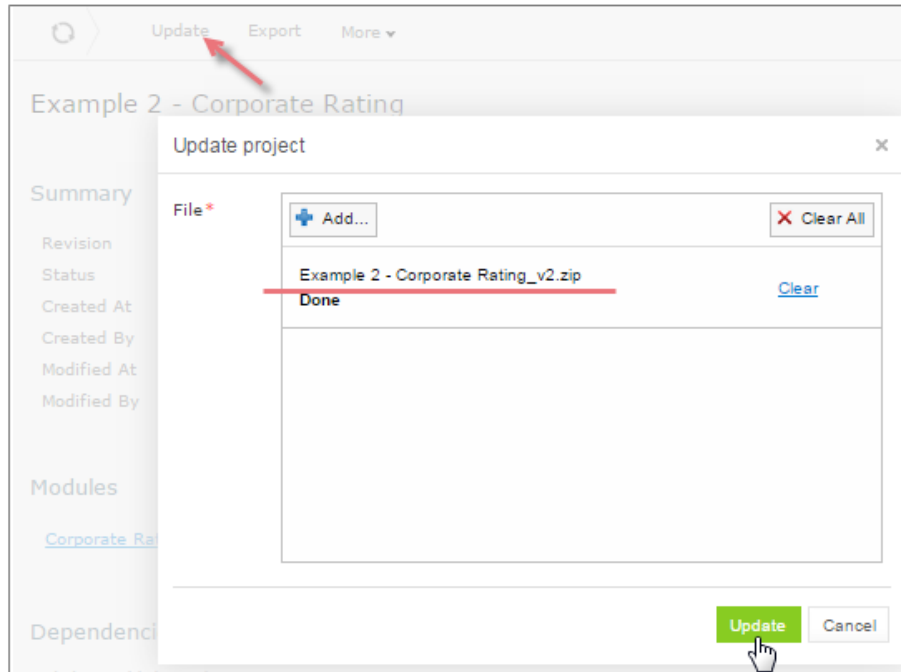 Update Export More
Example 2 - Corporate Rating
Update project
×
Summary
File*
Add...
Clear All
Revision
Status
Example 2 - Corporate Rating_v2.zip
Clear
Created At
Done
Created By
Modified At
Modified By
Modules
Corporate Rat
Dependenci
Update
Cancel